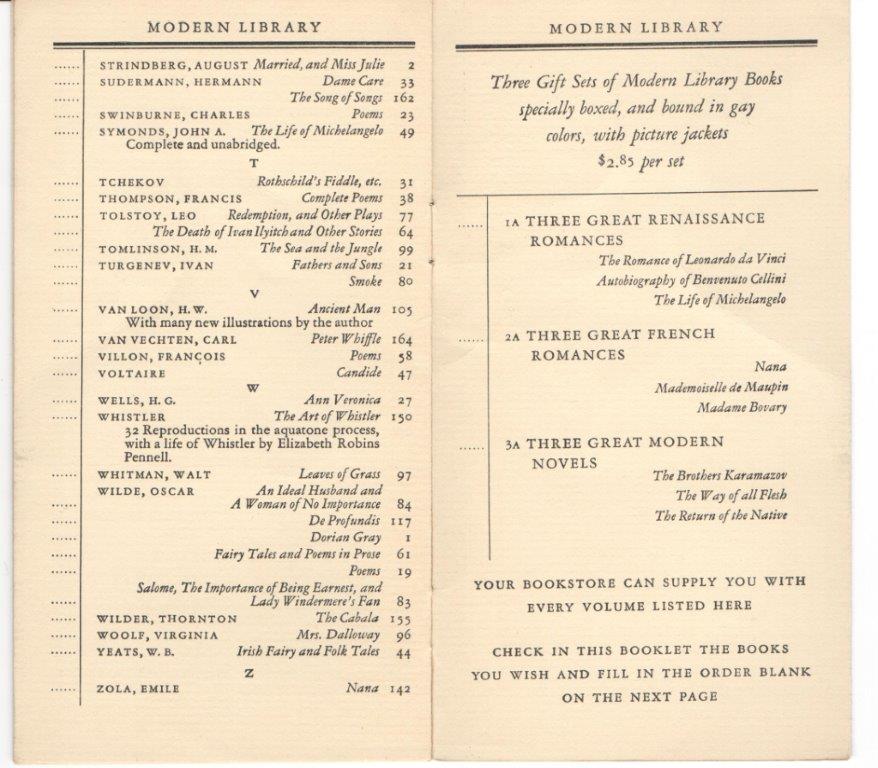 MODERN LIBRARY
...... STRINDBERG, AUGUST Married, and Miss Julie 2
...... SUDERMANN, HERMANN Dame Care 33
...... The Song of Songs 162
...... SWINBURNE, CHARLES Poems 23
...... SYMONDS, JOHN A. The Life of Michelangelo 49
Complete and unabridged.
T
...... TCHEKOV Rothschild's Fiddle, etc. 31
...... THOMPSON, FRANCIS Complete Poems 38
...... TOLSTOY, LEO Redemption, and Other Plays 77
...... The Death of Ivan Ilyitch and Other Stories 64
...... TOMLINSON, H. M. The Sea and the Jungle 99
...... TURGENEV, IVAN Fathers and Sons 21
...... Smoke 80
V
...... VAN LOON, H. W. Ancient Man 105
With many new illustrations by the author
...... VAN VECHTEN, CARL Peter Whiffle 164
...... VILLON, FRANÇOIS Poems 58
...... VOLTAIRE Candide 47
W
...... WELLS, H. G. Ann Veronica 27
...... WHISTLER The Art of Whistler 150
32 Reproductions in the aquatone process,
with a life of Whistler by Elizabeth Robins
Pennell.
...... WHITMAN, WALT Leaves of Grass 97
WILDE, OSCAR An Ideal Husband and
...... A Woman of No Importance 84
...... De Profundis 117
...... Dorian Gray 1
...... Fairy Tales and Poems in Prose 61
...... Poems 19
Salome, The Importance of Being Earnest, and
...... Lady Windermere's Fan 83
...... WILDER, THORNTON The Cabala 155
...... WOOLF, VIRGINIA Mrs. Dalloway 96
...... YEATS, W. B. Irish Fairy and Folk Tales 44
Z
...... ZOLA, EMILE Nana 142
MODERN LIBRARY
Three Gift Sets of Modern Library Books
specially boxed, and bound in gay
colors, with picture jackets
$2.85 per set
...... 1A THREE GREAT RENAISSANCE
ROMANCES
The Romance of Leonardo da Vinci
Autobiography of Benvenuto Cellini
The Life of Michelangelo
...... 2A THREE GREAT FRENCH
ROMANCES
Nana
Mademoiselle de Maupin
Madame Bovary
...... 3A THREE GREAT MODERN
NOVELS
The Brothers Karamazov
The Way of all Flesh
The Return of the Native
YOUR BOOKSTORE CAN SUPPLY YOU WITH
EVERY VOLUME LISTED HERE
CHECK IN THIS BOOKLET THE BOOKS
YOU WISH AND FILL IN THE ORDER BLANK
ON THE NEXT PAGE